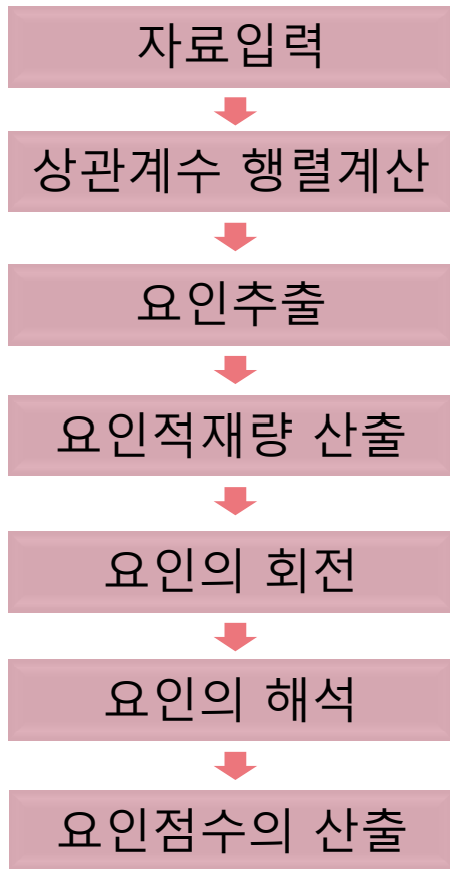 자료입력
상관계수 행렬계산
요인추출
요인적재량 산출
요인의 회전
요인의 해석
요인점수의 산출